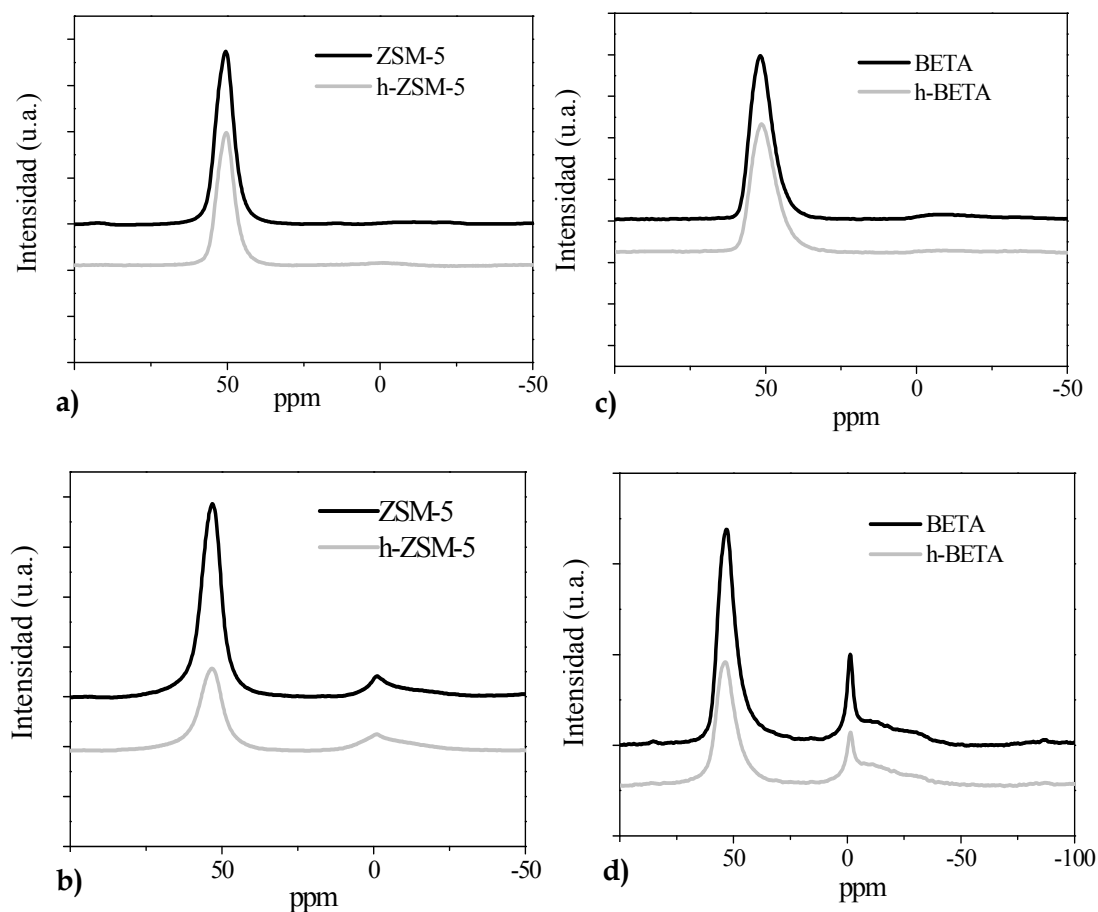 Intensidad (u.a.)
ZSM-5
h-ZSM-5
50
0
-50
ppm
a)
Intensidad (u.a.)
BETA
h-BETA
50
0
-50
ppm
c)
Intensidad (u.a.)
ZSM-5
h-ZSM-5
50
0
-50
ppm
b)
Intensidad (u.a.)
BETA
h-BETA
50
0
-50
-100
ppm
d)